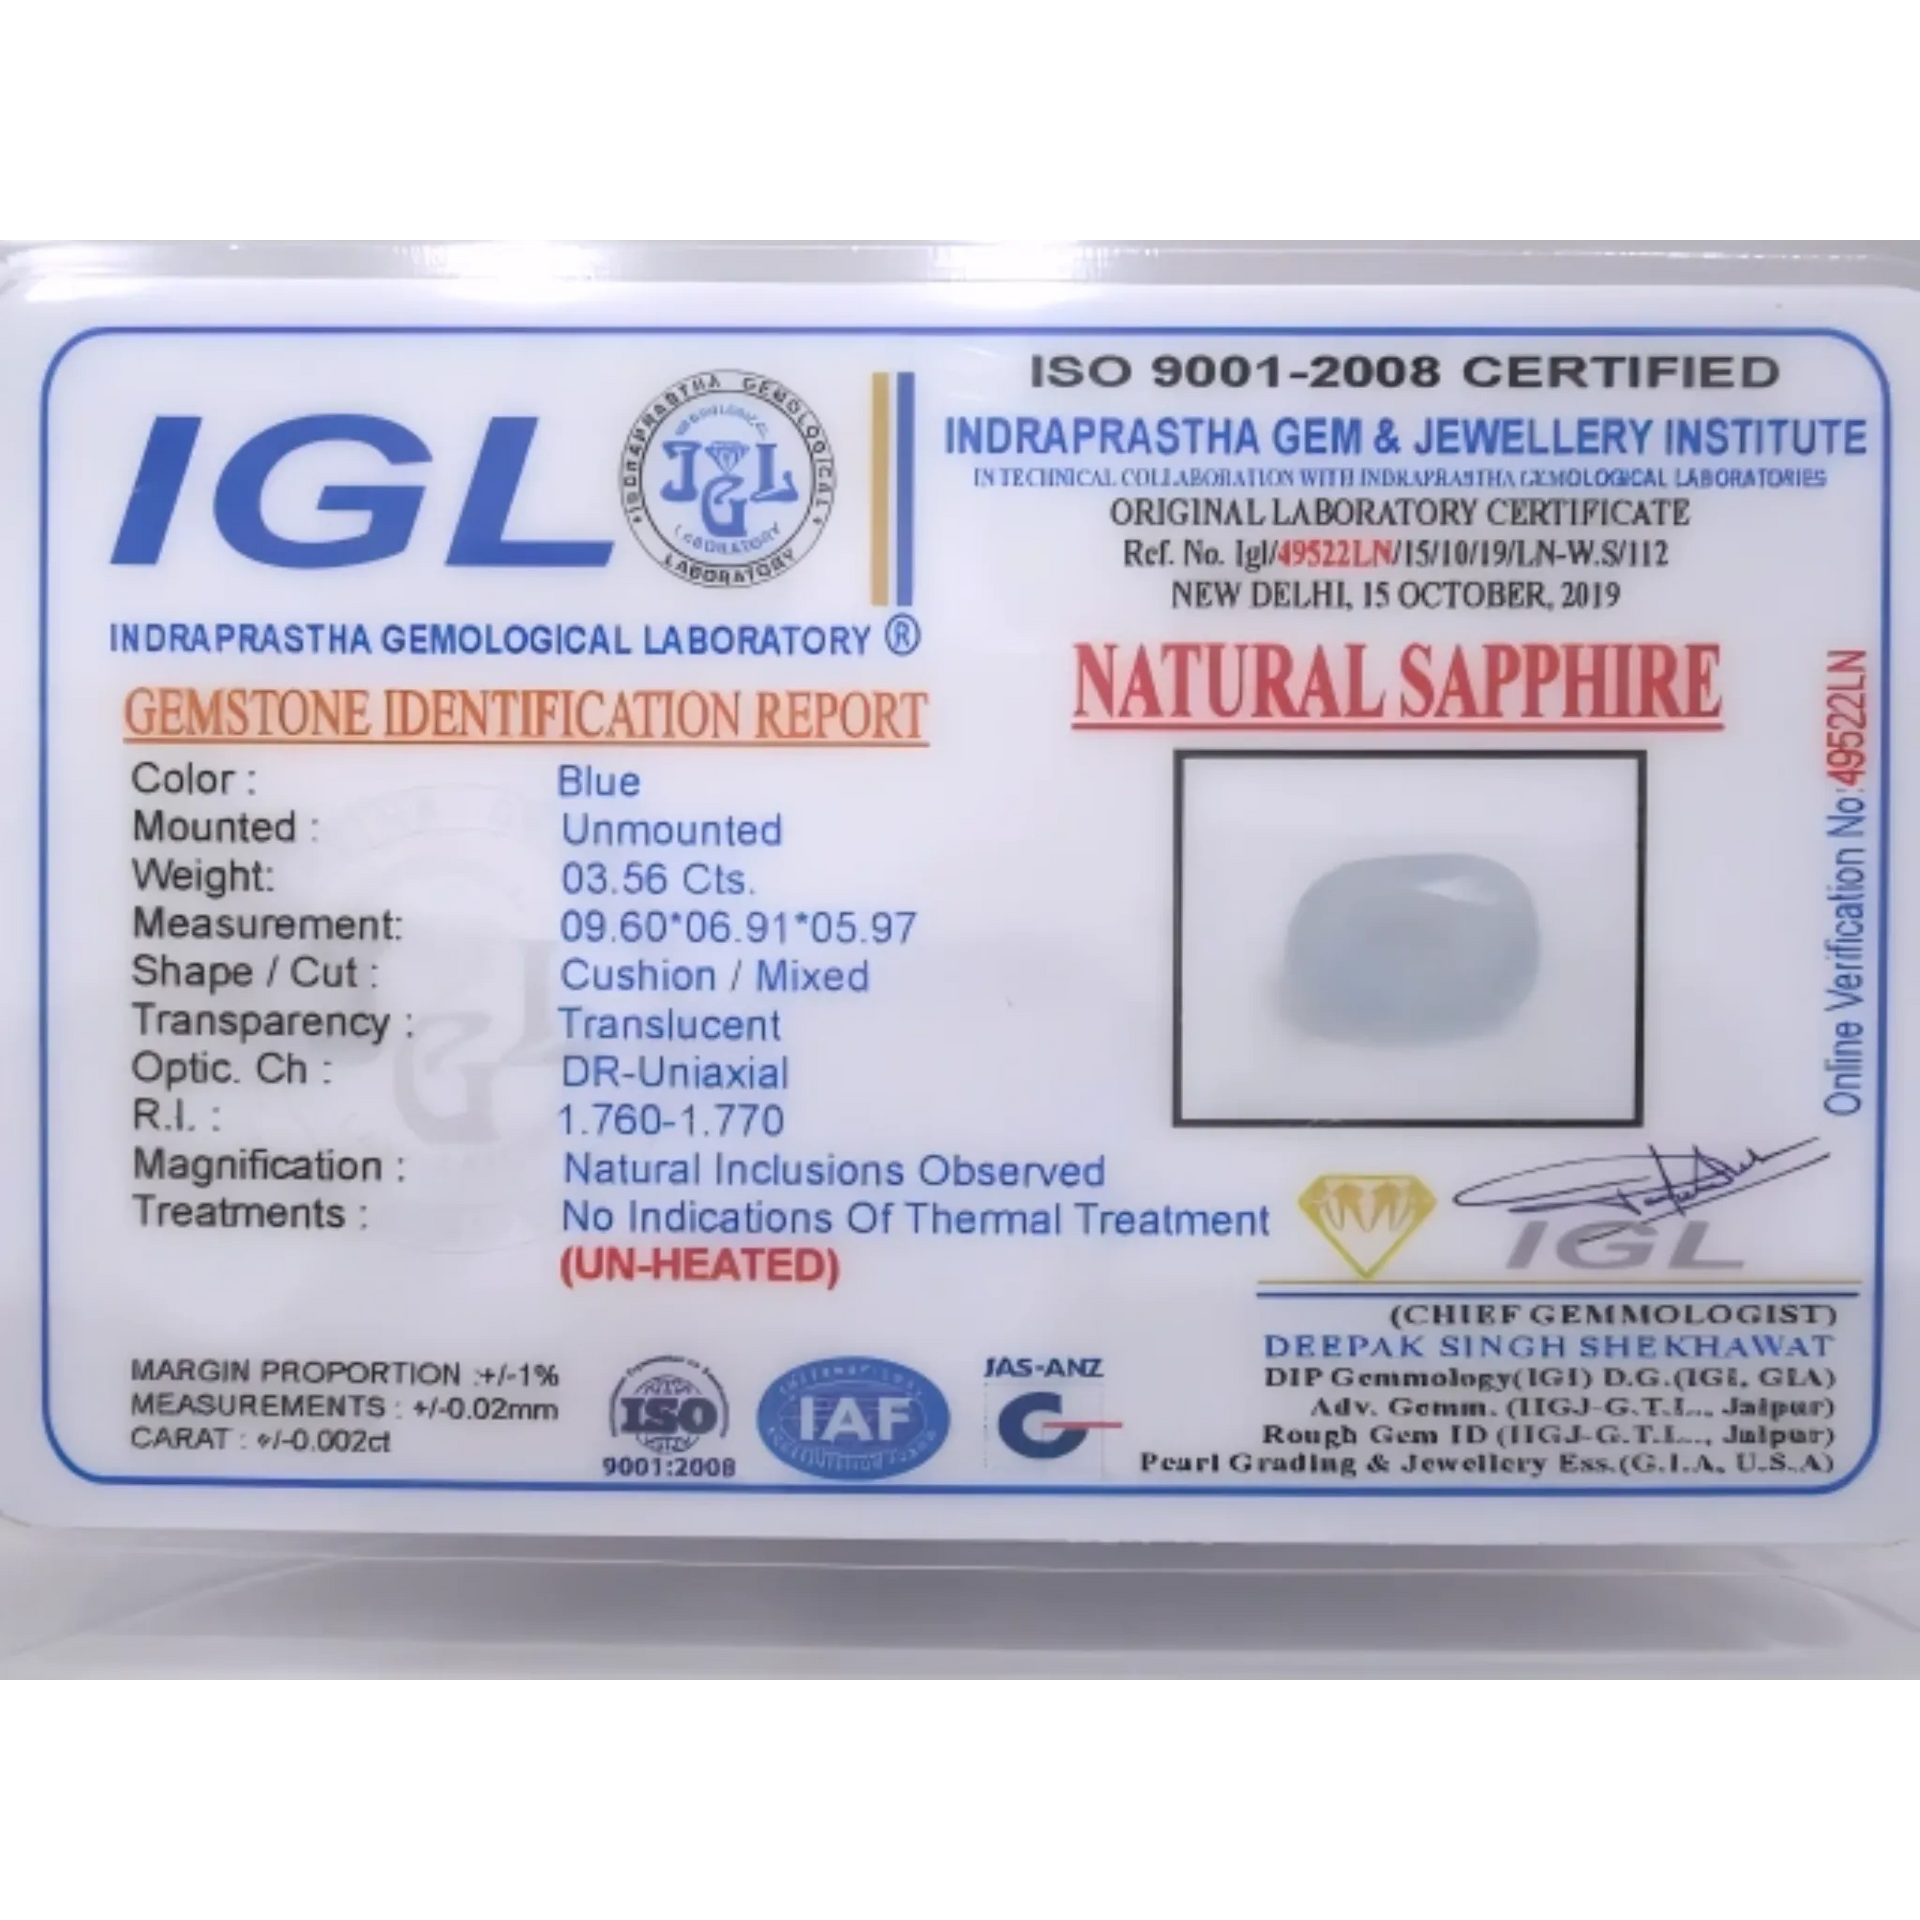 IGL
INDRAPRASTHA GEMOLOGICAL
LABORATORY
IGL
LABORATORY
INDRAPRASTHA GEMOLOGICAL LABORATORY ®
GEMSTONE IDENTIFICATION REPORT
Color : Blue
Mounted : Unmounted
Weight: 03.56 Cts.
Measurement: 09.60*06.91*05.97
Shape / Cut : Cushion / Mixed
Transparency : Translucent
Optic. Ch : DR-Uniaxial
R.I. : 1.760-1.770
Magnification : Natural Inclusions Observed
Treatments : No Indications Of Thermal Treatment
(UN-HEATED)
MARGIN PROPORTION :+/-1%
MEASUREMENTS : +/-0.02mm
CARAT : +/-0.002ct
ISO
9001:2008
IAF
JAS-ANZ
ISO 9001-2008 CERTIFIED
INDRAPRASTHA GEM & JEWELLERY INSTITUTE
IN TECHNICAL COLLABORATION WITH INDRAPRASTHA GEMOLOGICAL LABORATORIES
ORIGINAL LABORATORY CERTIFICATE
Ref. No. Igl/49522LN/15/10/19/LN-W.S/112
NEW DELHI, 15 OCTOBER, 2019
NATURAL SAPPHIRE
Online Verification No:49522LN
IGL
(CHIEF GEMMOLOGIST)
DEEPAK SINGH SHEKHAWAT
DIP Gemmology(IGI) D.G.(IGI, GIA)
Adv. Gemm. (IIGJ-G.T.L., Jaipur)
Rough Gem ID (IIGJ-G.T.L., Jaipur)
Pearl Grading & Jewellery Ess.(G.I.A. U.S.A)